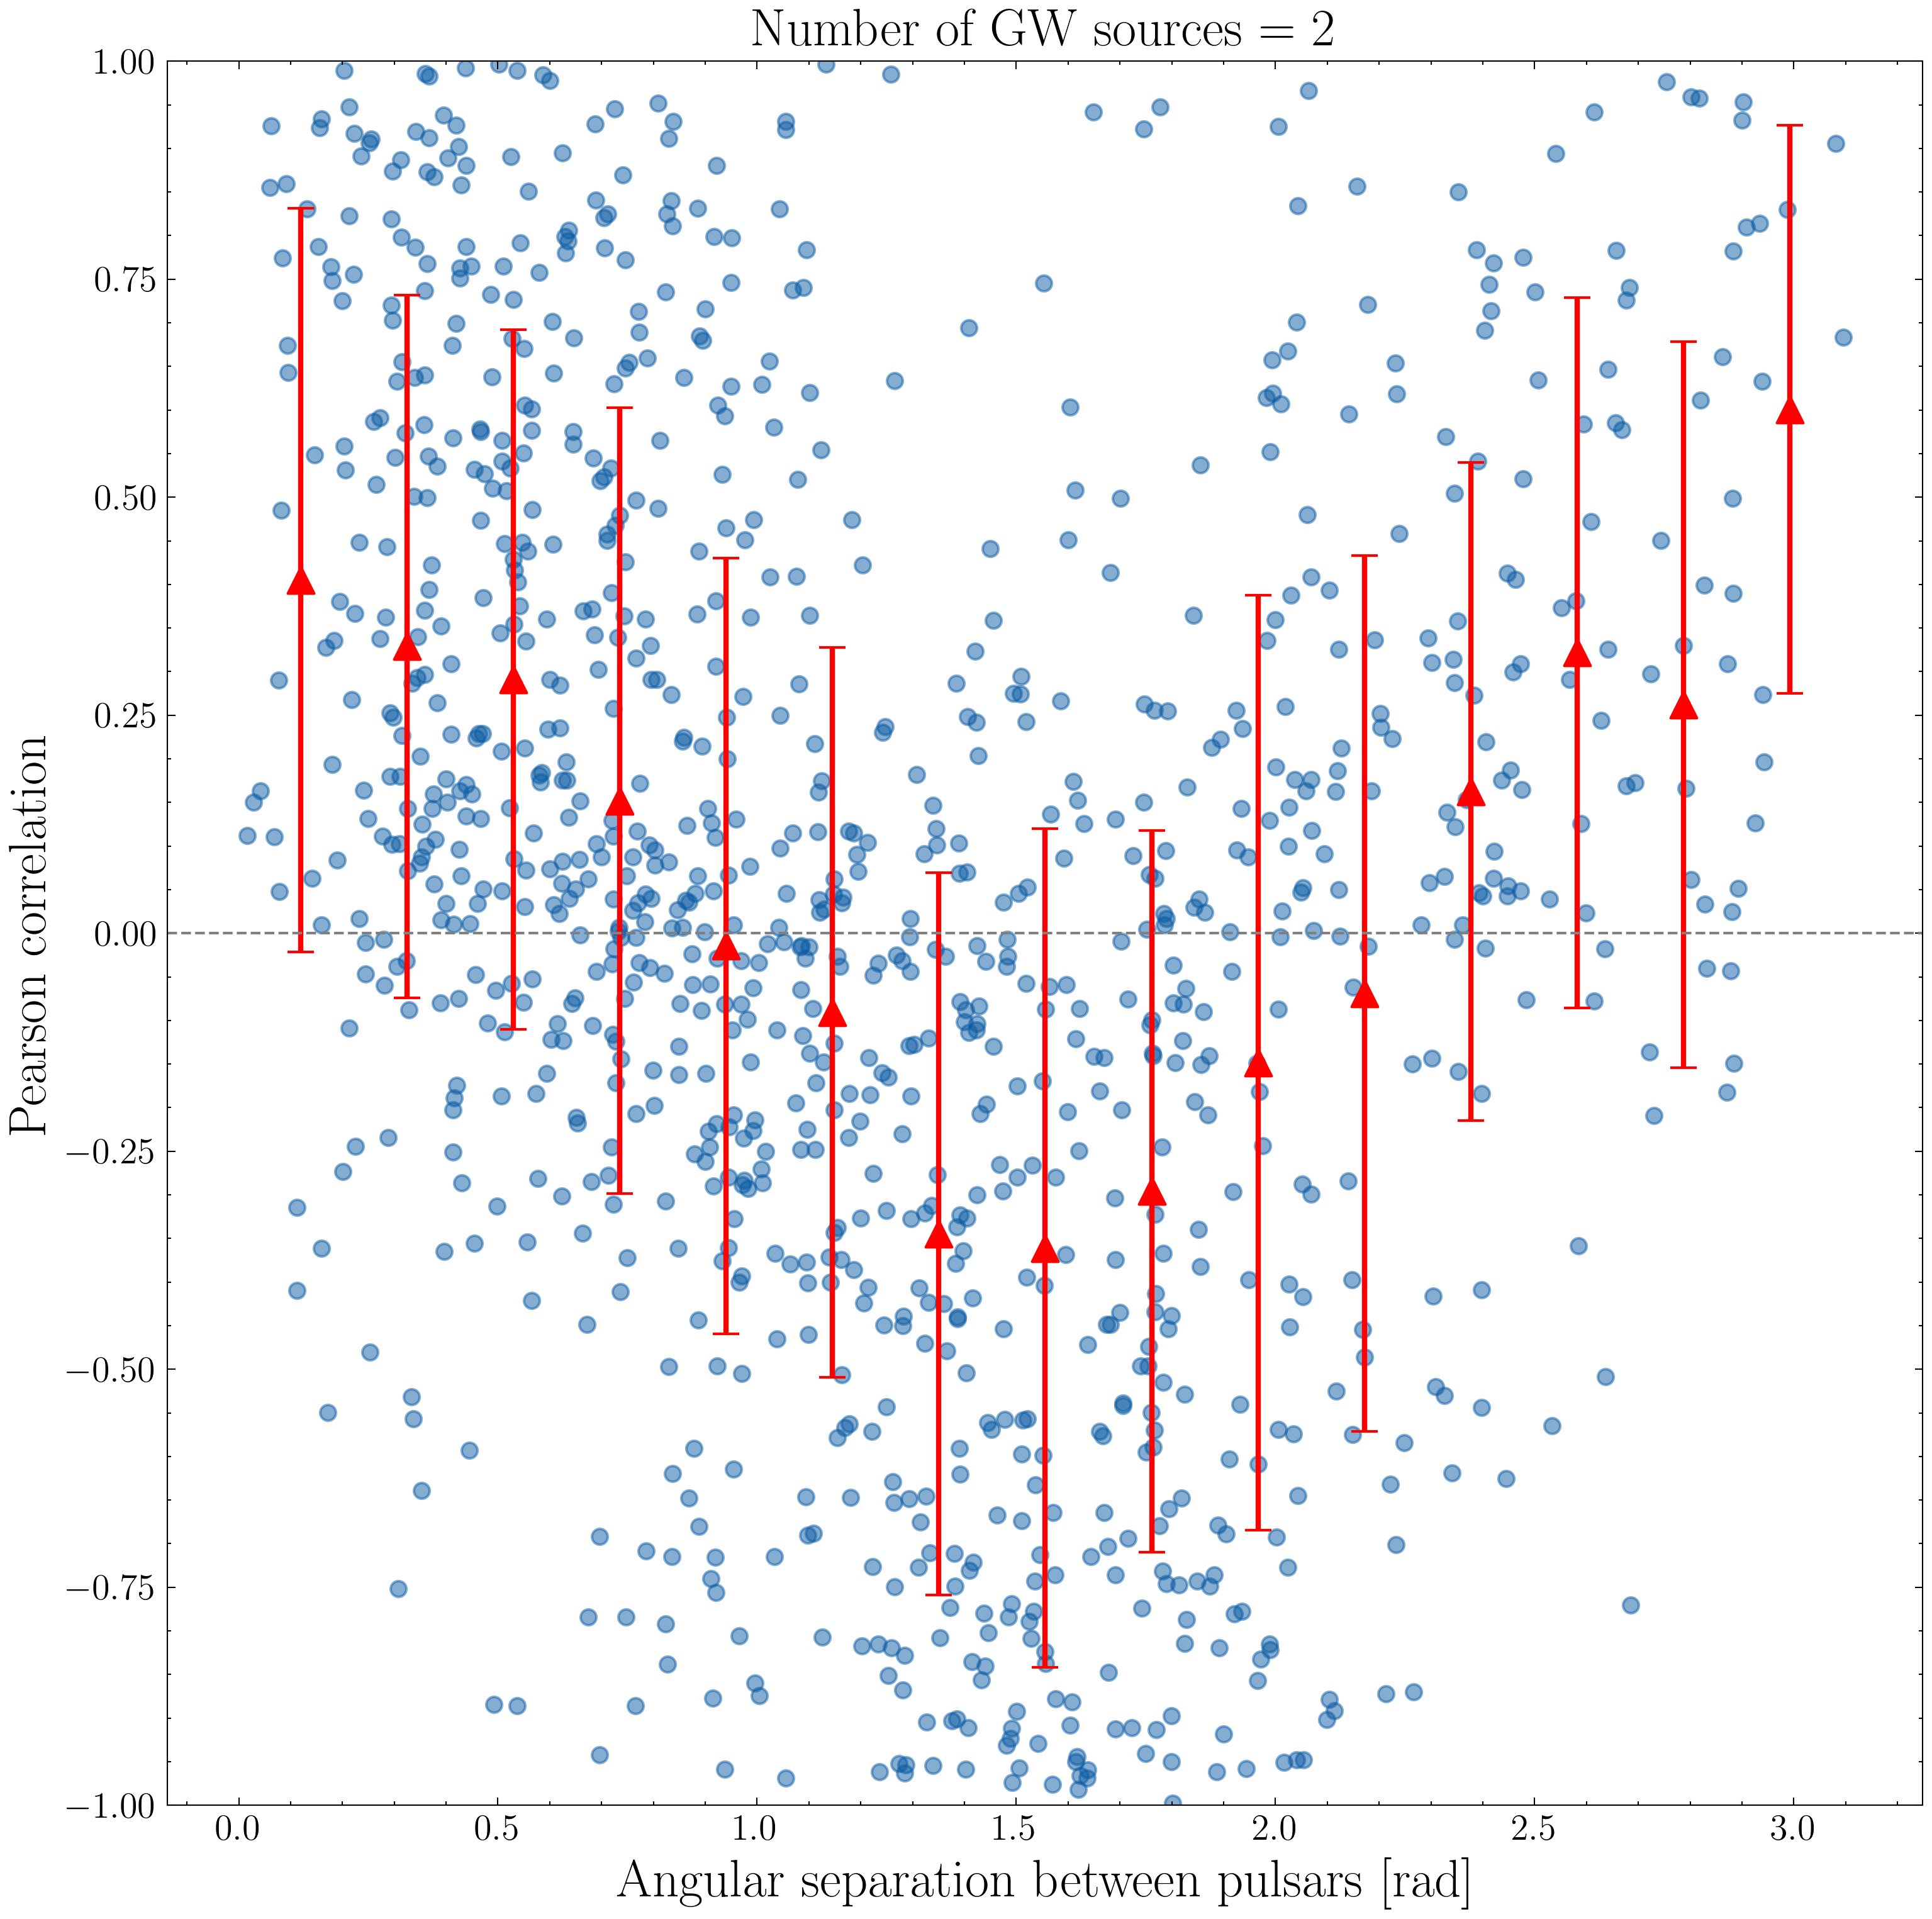 Number of GW sources = 2
1.00
0.75
0.50
0.25
0.00
−0.25
−0.50
−0.75
−1.00
Pearson correlation
0.0 0.5 1.0 1.5 2.0 2.5 3.0
Angular separation between pulsars [rad]